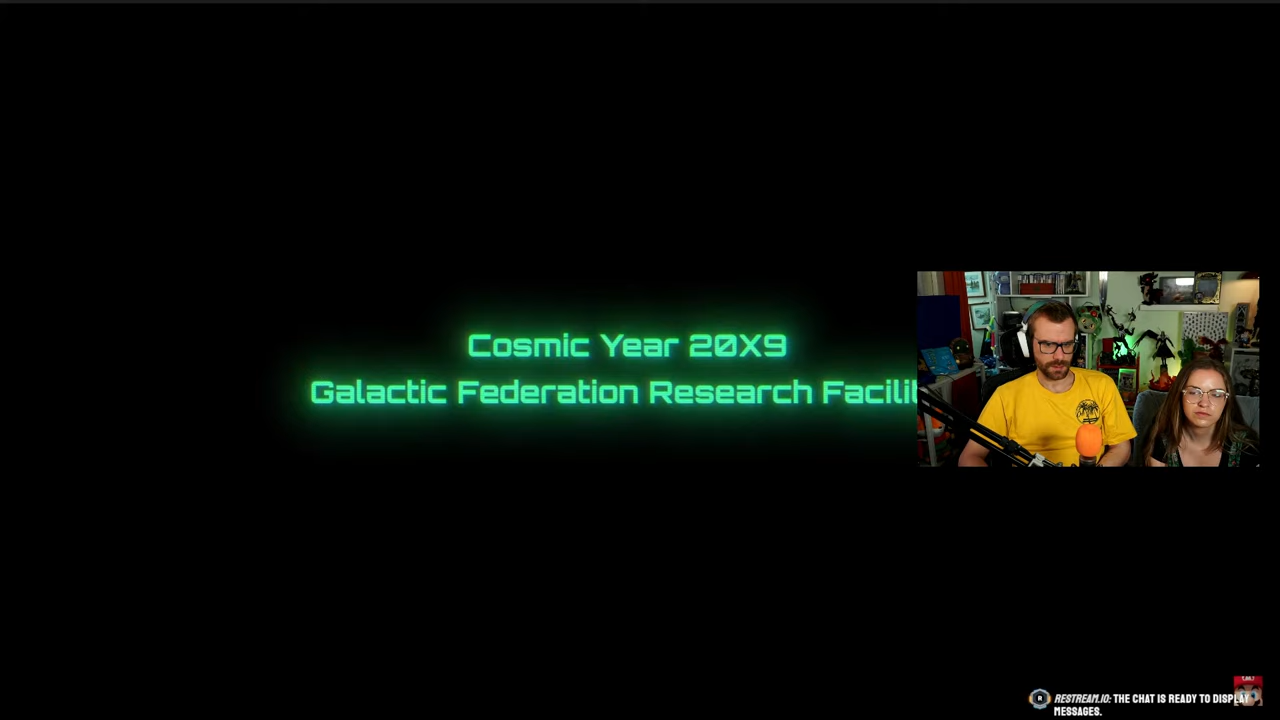 Cosmic Year 20X9
Galactic Federation Research Facili
RESTREAM.IO: THE CHAT IS READY TO DISPLAY
MESSAGES.